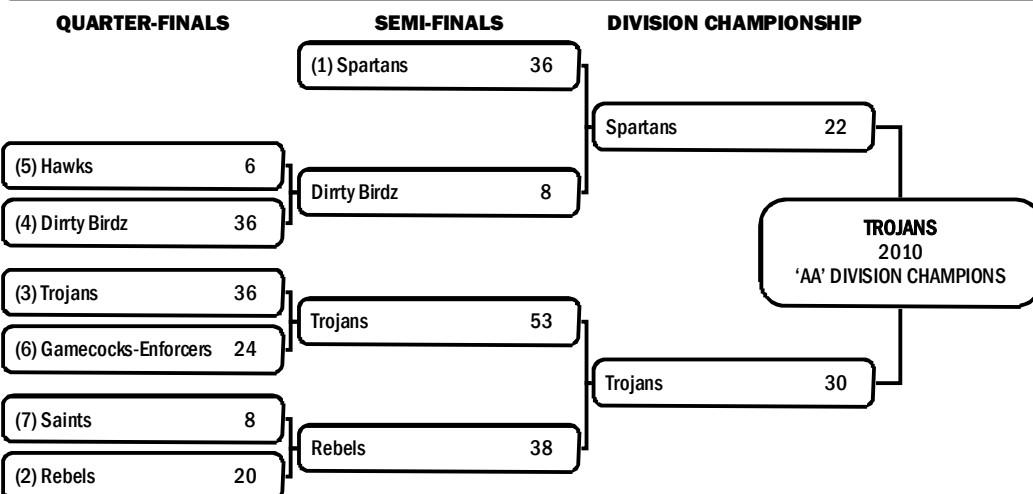 QUARTER-FINALS SEMI-FINALS DIVISION CHAMPIONSHIP
(1) Spartans 36
Spartans 22
(5) Hawks 6
Dirrty Birdz 8
(4) Dirrty Birdz 36
TROJANS
2010
‘AA’ DIVISION CHAMPIONS
(3) Trojans 36
Trojans 53
(6) Gamecocks-Enforcers 24
Trojans 30
(7) Saints 8
Rebels 38
(2) Rebels 20